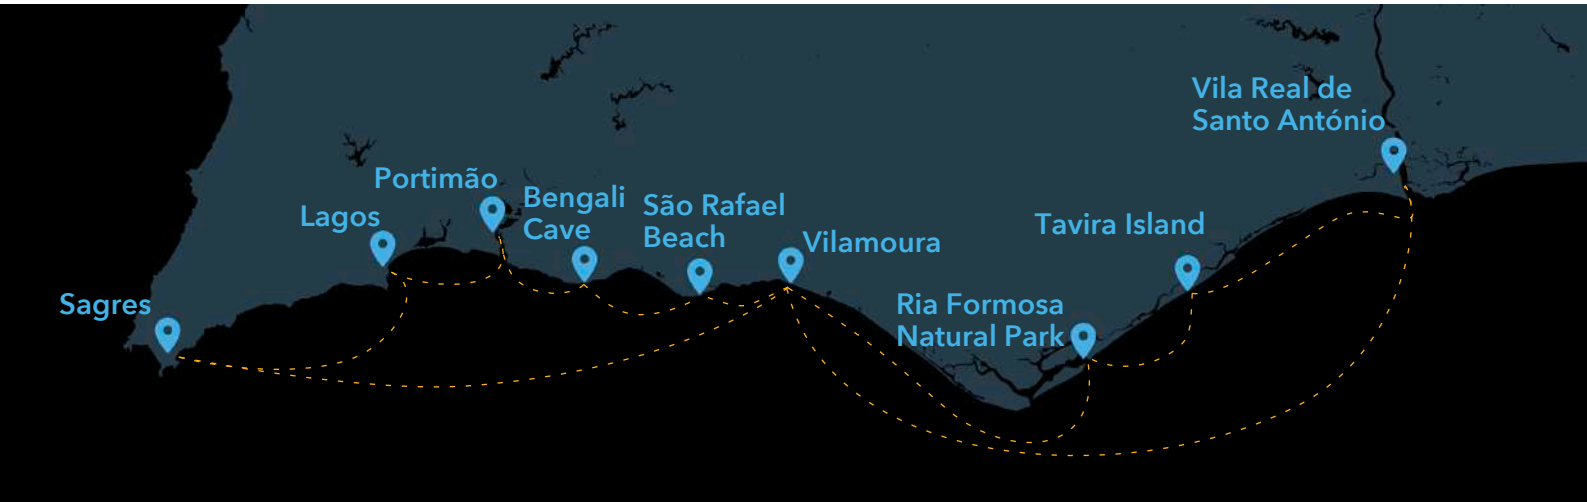 Vila Real de
Santo António
Portimão
Bengali
Cave
São Rafael
Beach
Lagos
Tavira Island
Vilamoura
Sagres
Ria Formosa
Natural Park